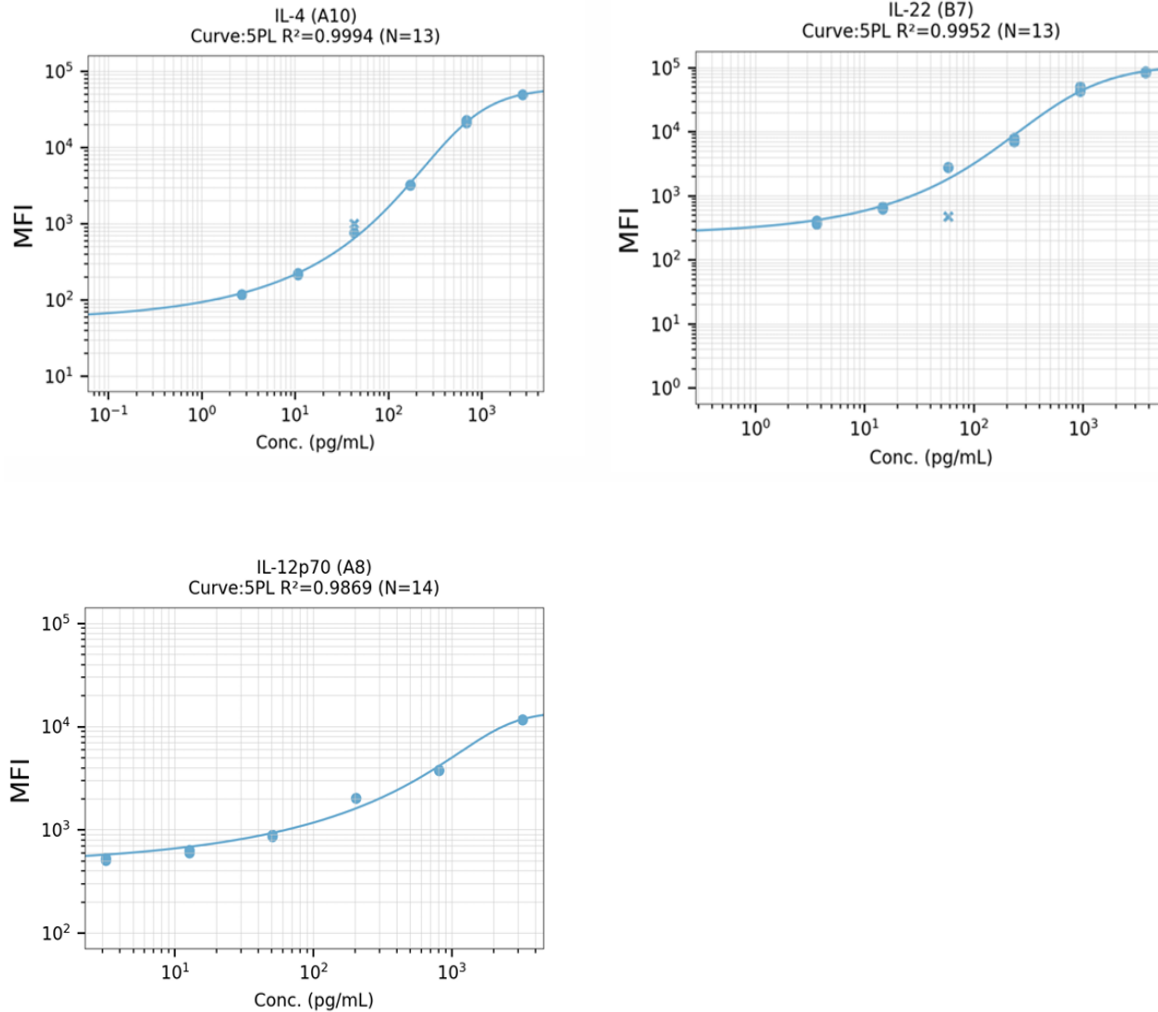 IL-4 (A10)
Curve:5PL R²=0.9994 (N=13)
10⁵
10⁴
10³
10²
10¹
MFI
10⁻¹ 10⁰ 10¹ 10² 10³
Conc. (pg/mL)
IL-22 (B7)
Curve:5PL R²=0.9952 (N=13)
10⁵
10⁴
10³
10²
10¹
10⁰
MFI
10⁰ 10¹ 10² 10³
Conc. (pg/mL)
IL-12p70 (A8)
Curve:5PL R²=0.9869 (N=14)
10⁵
10⁴
10³
10²
MFI
10¹ 10² 10³
Conc. (pg/mL)